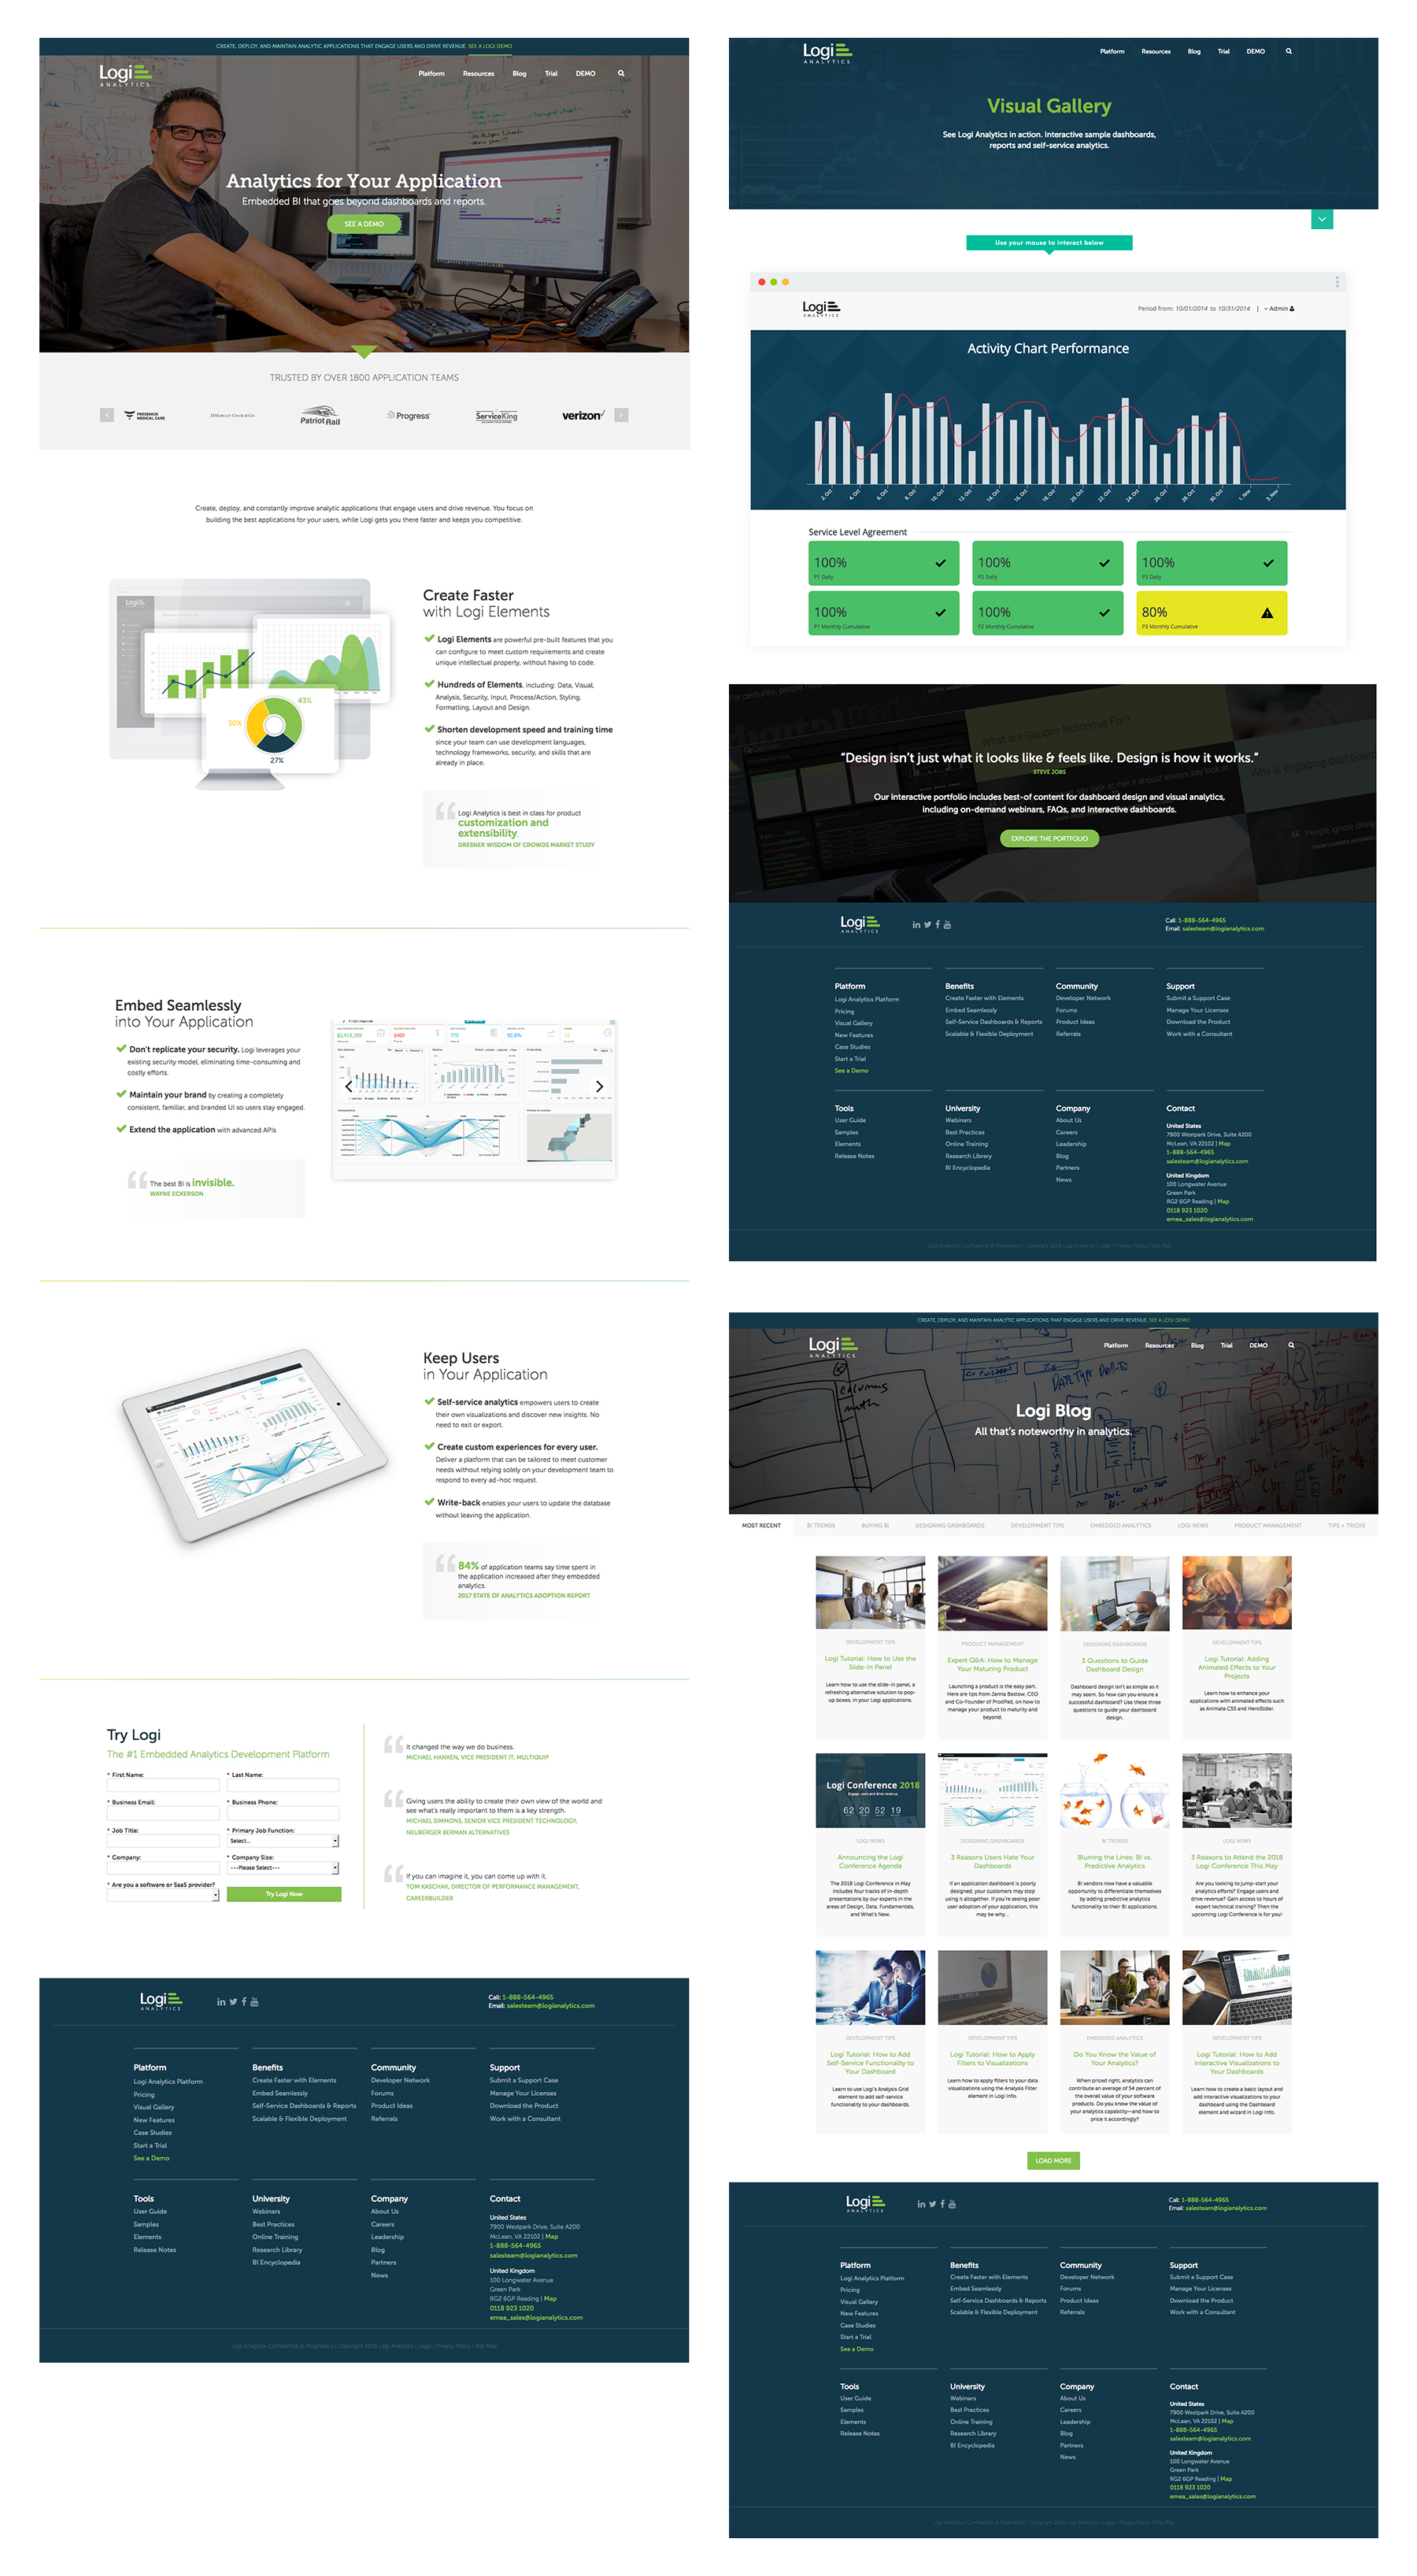 CREATE, DEPLOY, AND MAINTAIN ANALYTIC APPLICATIONS THAT ENGAGE USERS AND DRIVE REVENUE. SEE A LOGI DEMO
Logi
ANALYTICS
Platform Resources Blog Trial DEMO
Analytics for Your Application
Embedded BI that goes beyond dashboards and reports.
SEE A DEMO
TRUSTED BY OVER 1800 APPLICATION TEAMS
FRESENIUS
MEDICAL CARE
JPMORGAN CHASE & CO.
Patriot Rail
Progress
ServiceKing
verizon
Create, deploy, and constantly improve analytic applications that engage users and drive revenue. You focus on
building the best applications for your users, while Logi gets you there faster and keeps you competitive.
Logi
43%
30%
27%
Create Faster
with Logi Elements
Logi Elements are powerful pre-built features that you
can configure to meet custom requirements and create
unique intellectual property, without having to code.
Hundreds of Elements, including: Data, Visual,
Analysis, Security, Input, Process/Action, Styling,
Formatting, Layout and Design.
Shorten development speed and training time
since your team can use development languages,
technology frameworks, security, and skills that are
already in place.
Logi Analytics is best in class for product
customization and
extensibility.
DRESNER WISDOM OF CROWDS MARKET STUDY
Embed Seamlessly
into Your Application
Don't replicate your security. Logi leverages your
existing security model, eliminating time-consuming and
costly efforts.
Maintain your brand by creating a completely
consistent, familiar, and branded UI so users stay engaged.
Extend the application with advanced APIs
The best BI is invisible.
WAYNE ECKERSON
$2,419,389
$460
775
93.8%
Keep Users
in Your Application
Self-service analytics empowers users to create
their own visualizations and discover new insights. No
need to exit or export.
Create custom experiences for every user.
Deliver a platform that can be tailored to meet customer
needs without relying solely on your development team to
respond to every ad-hoc request.
Write-back enables your users to update the database
without leaving the application.
84% of application teams say time spent in
the application increased after they embedded
analytics.
2017 STATE OF ANALYTICS ADOPTION REPORT
Try Logi
The #1 Embedded Analytics Development Platform
* First Name: * Last Name:
* Business Email: * Business Phone:
* Job Title: * Primary Job Function:
Select...
* Company: * Company Size:
---Please Select---
* Are you a software or SaaS provider?
Try Logi Now
It changed the way we do business.
MICHAEL HANKEN, VICE PRESIDENT IT, MULTIQUIP
Giving users the ability to create their own view of the world and
see what's really important to them is a key strength.
MICHAEL SIMMONS, SENIOR VICE PRESIDENT TECHNOLOGY,
NEUBERGER BERMAN ALTERNATIVES
If you can imagine it, you can come up with it.
TOM KASCHAK, DIRECTOR OF PERFORMANCE MANAGEMENT,
CAREERBUILDER
Logi
ANALYTICS
Call: 1-888-564-4965
Email: salesteam@logianalytics.com
Platform
Logi Analytics Platform
Pricing
Visual Gallery
New Features
Case Studies
Start a Trial
See a Demo
Benefits
Create Faster with Elements
Embed Seamlessly
Self-Service Dashboards & Reports
Scalable & Flexible Deployment
Community
Developer Network
Forums
Product Ideas
Referrals
Support
Submit a Support Case
Manage Your Licenses
Download the Product
Work with a Consultant
Tools
User Guide
Samples
Elements
Release Notes
University
Webinars
Best Practices
Online Training
Research Library
BI Encyclopedia
Company
About Us
Careers
Leadership
Blog
Partners
News
Contact
United States
7900 Westpark Drive, Suite A200
McLean, VA 22102 | Map
1-888-564-4965
salesteam@logianalytics.com
United Kingdom
100 Longwater Avenue
Green Park
RG2 6GP Reading | Map
0118 923 1020
emea_sales@logianalytics.com
Logi Analytics Confidential & Proprietary | Copyright 2018 Logi Analytics | Legal | Privacy Policy | Site Map
Logi
ANALYTICS
Platform Resources Blog Trial DEMO
Visual Gallery
See Logi Analytics in action. Interactive sample dashboards,
reports and self-service analytics.
Use your mouse to interact below
Logi
ANALYTICS
Period from: 10/01/2014 to 10/31/2014 | Admin
Activity Chart Performance
2. Oct 4. Oct 6. Oct 8. Oct 10. Oct 12. Oct 14. Oct 16. Oct 18. Oct 20. Oct 22. Oct 24. Oct 26. Oct 28. Oct 30. Oct 1. Nov 3. Nov
Service Level Agreement
100% 100% 100%
P1 Daily P2 Daily P3 Daily
100% 100% 80%
P1 Monthly Cumulative P2 Monthly Cumulative P3 Monthly Cumulative
For centuries, people
What are Gauges Notorious For?
Why is engaging dashboard
People ignore design
"Design isn't just what it looks like & feels like. Design is how it works."
STEVE JOBS
Our interactive portfolio includes best-of content for dashboard design and visual analytics,
including on-demand webinars, FAQs, and interactive dashboards.
EXPLORE THE PORTFOLIO
Logi
ANALYTICS
Call: 1-888-564-4965
Email: salesteam@logianalytics.com
Platform
Logi Analytics Platform
Pricing
Visual Gallery
New Features
Case Studies
Start a Trial
See a Demo
Benefits
Create Faster with Elements
Embed Seamlessly
Self-Service Dashboards & Reports
Scalable & Flexible Deployment
Community
Developer Network
Forums
Product Ideas
Referrals
Support
Submit a Support Case
Manage Your Licenses
Download the Product
Work with a Consultant
Tools
User Guide
Samples
Elements
Release Notes
University
Webinars
Best Practices
Online Training
Research Library
BI Encyclopedia
Company
About Us
Careers
Leadership
Blog
Partners
News
Contact
United States
7900 Westpark Drive, Suite A200
McLean, VA 22102 | Map
1-888-564-4965
salesteam@logianalytics.com
United Kingdom
100 Longwater Avenue
Green Park
RG2 6GP Reading | Map
0118 923 1020
emea_sales@logianalytics.com
Logi Analytics Confidential & Proprietary | Copyright 2018 Logi Analytics | Legal | Privacy Policy | Site Map
CREATE, DEPLOY, AND MAINTAIN ANALYTIC APPLICATIONS THAT ENGAGE USERS AND DRIVE REVENUE. SEE A LOGI DEMO
Logi
ANALYTICS
Platform Resources Blog Trial DEMO
columns
math
Logi Blog
All that's noteworthy in analytics.
MOST RECENT BI TRENDS BUYING BI DESIGNING DASHBOARDS DEVELOPMENT TIPS EMBEDDED ANALYTICS LOGI NEWS PRODUCT MANAGEMENT TIPS + TRICKS
DEVELOPMENT TIPS
Logi Tutorial: How to Use the
Slide-In Panel
Learn how to use the slide-in panel, a
refreshing alternative solution to pop-
up boxes, in your Logi applications.
PRODUCT MANAGEMENT
Expert Q&A: How to Manage
Your Maturing Product
Launching a product is the easy part.
Here are tips from Janna Bastow, CEO
and Co-Founder of ProdPad, on how to
manage your product to maturity and
beyond.
DESIGNING DASHBOARDS
3 Questions to Guide
Dashboard Design
Dashboard design isn't as simple as it
may seem. So how can you ensure a
successful dashboard? Use these three
questions to guide your dashboard
design.
DEVELOPMENT TIPS
Logi Tutorial: Adding
Animated Effects to Your
Projects
Learn how to enhance your
applications with animated effects such
as Animate.CSS and HeroSlider.
Logi Conference 2018
Engage users and drive revenue.
62 20 52 19
LOGI NEWS
Announcing the Logi
Conference Agenda
The 2018 Logi Conference in May
includes four tracks of in-depth
presentations by our experts in the
areas of Design, Data, Fundamentals,
and What's New.
DESIGNING DASHBOARDS
3 Reasons Users Hate Your
Dashboards
If an application dashboard is poorly
designed, your customers may stop
using it altogether. If you're seeing poor
user adoption of your application, this
may be why...
BI TRENDS
Blurring the Lines: BI vs.
Predictive Analytics
BI vendors now have a valuable
opportunity to differentiate themselves
by adding predictive analytics
functionality to their BI applications.
LOGI NEWS
3 Reasons to Attend the 2018
Logi Conference This May
Are you looking to jump-start your
analytics efforts? Engage users and
drive revenue? Gain access to hours of
expert technical training? Then the
upcoming Logi Conference is for you!
DEVELOPMENT TIPS
Logi Tutorial: How to Add
Self-Service Functionality to
Your Dashboard
Learn to use Logi's Analysis Grid
element to add self-service
functionality to your dashboards.
DEVELOPMENT TIPS
Logi Tutorial: How to Apply
Filters to Visualizations
Learn how to apply filters to your data
visualizations using the Analysis Filter
element in Logi Info.
EMBEDDED ANALYTICS
Do You Know the Value of
Your Analytics?
When priced right, analytics can
contribute an average of 54 percent of
the overall value of your software
products. Do you know the value of
your analytics capability—and how to
price it accordingly?
DEVELOPMENT TIPS
Logi Tutorial: How to Add
Interactive Visualizations to
Your Dashboards
Learn how to create a basic layout and
add interactive visualizations to your
dashboard using the Dashboard
element and wizard in Logi Info.
LOAD MORE
Logi
ANALYTICS
Call: 1-888-564-4965
Email: salesteam@logianalytics.com
Platform
Logi Analytics Platform
Pricing
Visual Gallery
New Features
Case Studies
Start a Trial
See a Demo
Benefits
Create Faster with Elements
Embed Seamlessly
Self-Service Dashboards & Reports
Scalable & Flexible Deployment
Community
Developer Network
Forums
Product Ideas
Referrals
Support
Submit a Support Case
Manage Your Licenses
Download the Product
Work with a Consultant
Tools
User Guide
Samples
Elements
Release Notes
University
Webinars
Best Practices
Online Training
Research Library
BI Encyclopedia
Company
About Us
Careers
Leadership
Blog
Partners
News
Contact
United States
7900 Westpark Drive, Suite A200
McLean, VA 22102 | Map
1-888-564-4965
salesteam@logianalytics.com
United Kingdom
100 Longwater Avenue
Green Park
RG2 6GP Reading | Map
0118 923 1020
emea_sales@logianalytics.com
Logi Analytics Confidential & Proprietary | Copyright 2018 Logi Analytics | Legal | Privacy Policy | Site Map